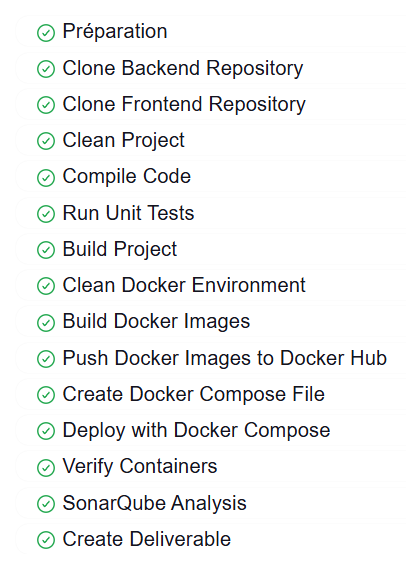 Préparation
Clone Backend Repository
Clone Frontend Repository
Clean Project
Compile Code
Run Unit Tests
Build Project
Clean Docker Environment
Build Docker Images
Push Docker Images to Docker Hub
Create Docker Compose File
Deploy with Docker Compose
Verify Containers
SonarQube Analysis
Create Deliverable